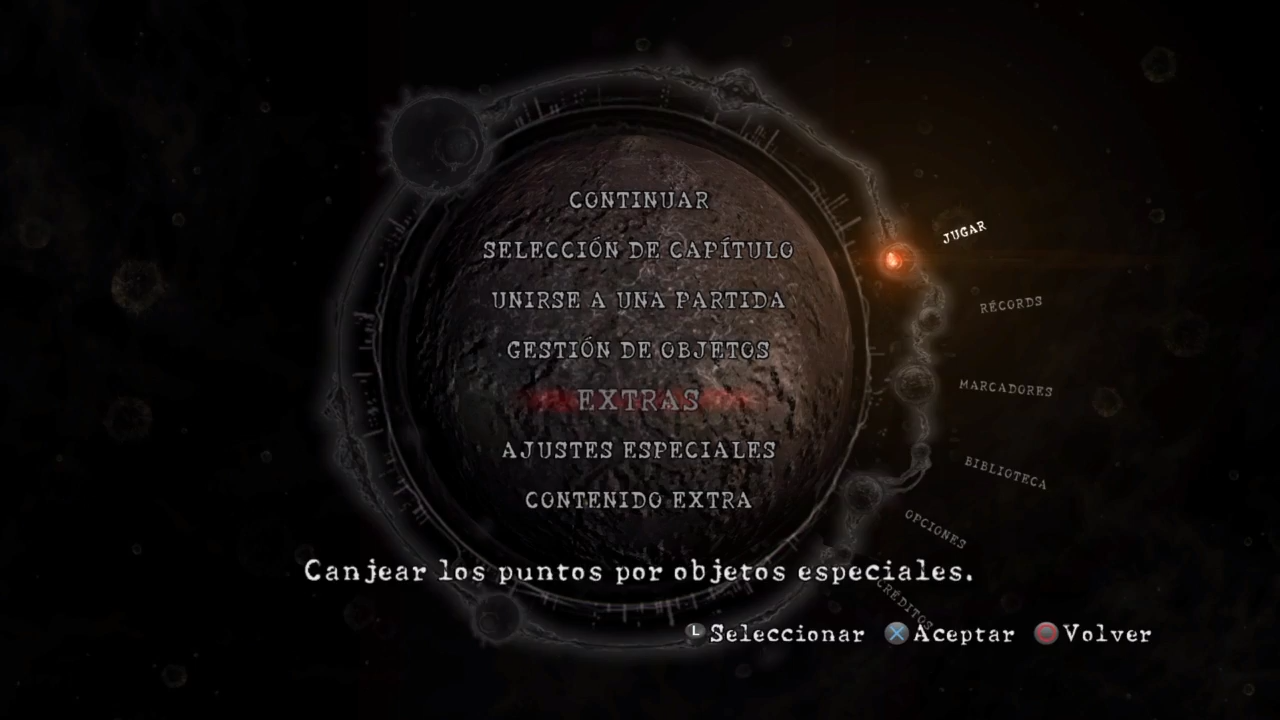 CONTINUAR
SELECCIÓN DE CAPÍTULO
UNIRSE A UNA PARTIDA
GESTIÓN DE OBJETOS
EXTRAS
AJUSTES ESPECIALES
CONTENIDO EXTRA
JUGAR
RÉCORDS
MARCADORES
BIBLIOTECA
OPCIONES
CRÉDITOS
Canjear los puntos por objetos especiales.
L Seleccionar Aceptar Volver